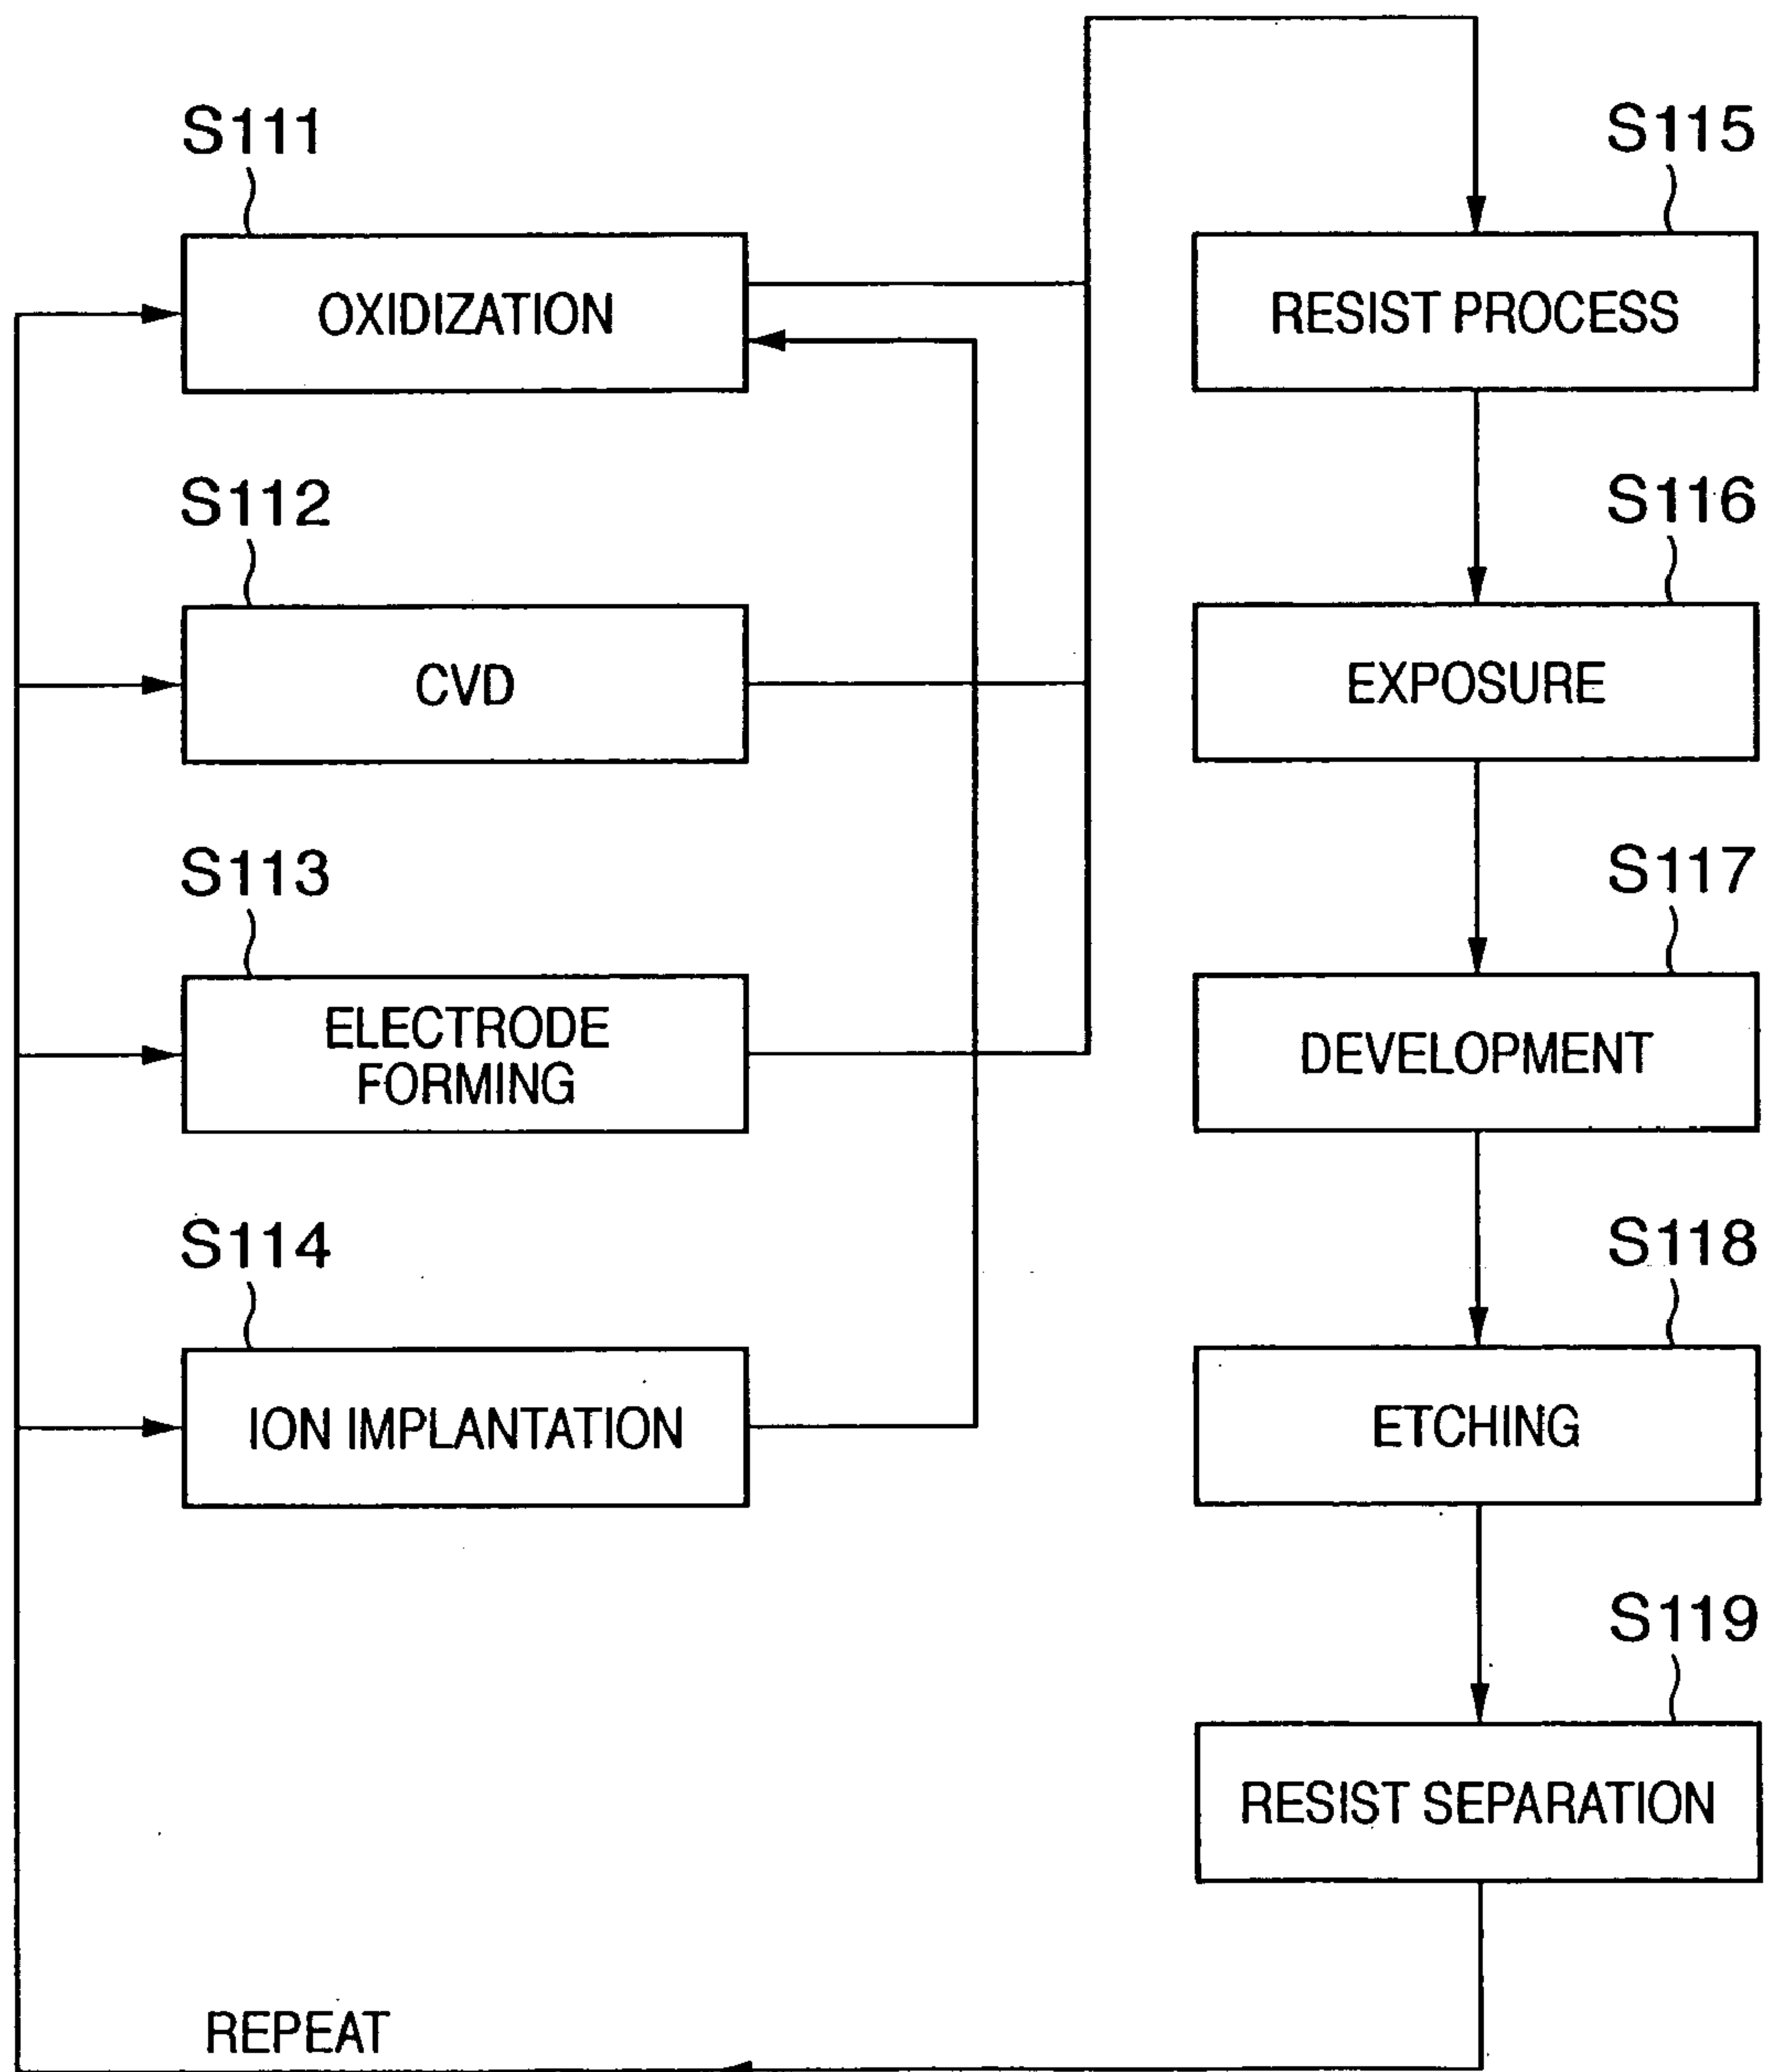 S111
OXIDIZATION
S112
CVD
S113
ELECTRODE
FORMING
S114
ION IMPLANTATION
S115
RESIST PROCESS
S116
EXPOSURE
S117
DEVELOPMENT
S118
ETCHING
S119
RESIST SEPARATION
REPEAT